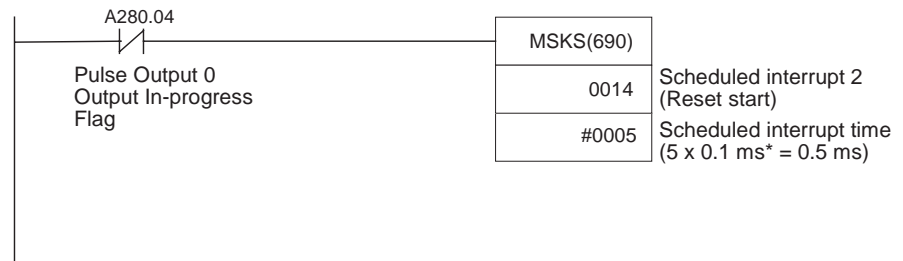 A280.04
MSKS(690)
Pulse Output 0
Output In-progress
Flag
0014
Scheduled interrupt 2
(Reset start)
#0005
Scheduled interrupt time
(5 x 0.1 ms* = 0.5 ms)